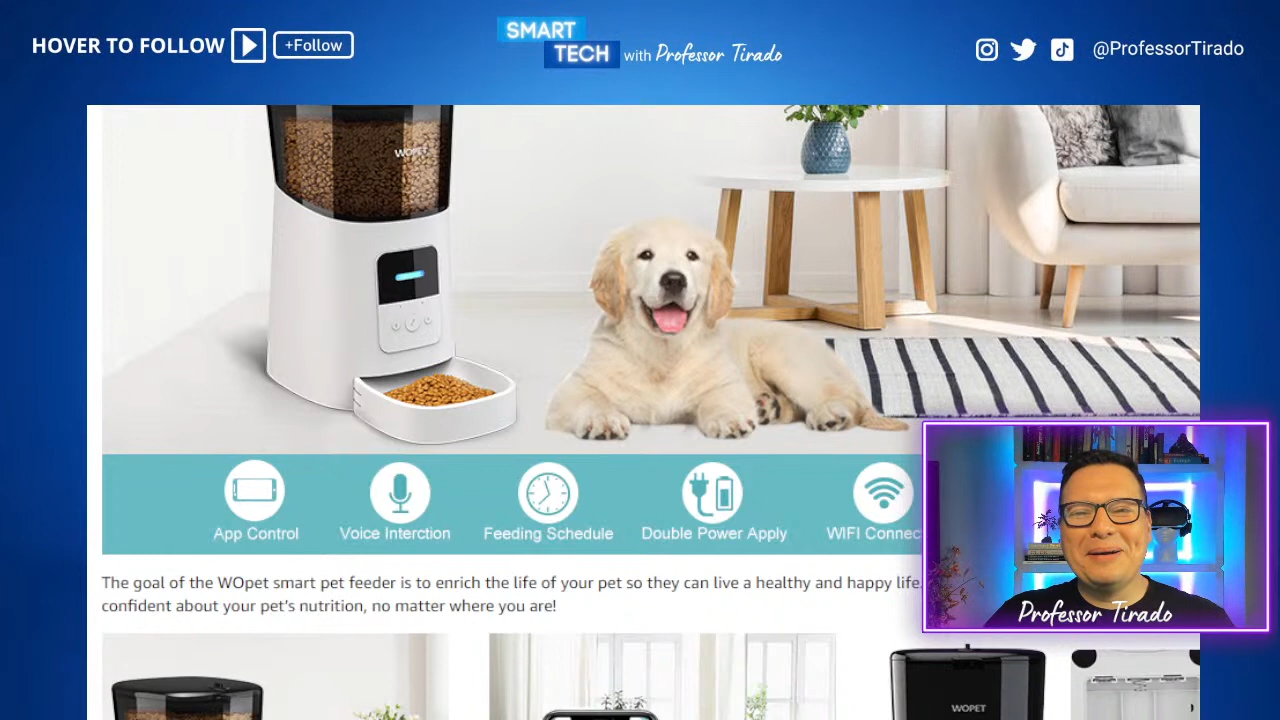 HOVER TO FOLLOW
+Follow
SMART
TECH with Professor Tirado
@ProfessorTirado
WOPET
App Control
Voice Interction
Feeding Schedule
Double Power Apply
WIFI Connec
The goal of the WOpet smart pet feeder is to enrich the life of your pet so they can live a healthy and happy life.
confident about your pet's nutrition, no matter where you are!
Professor Tirado
WOPET